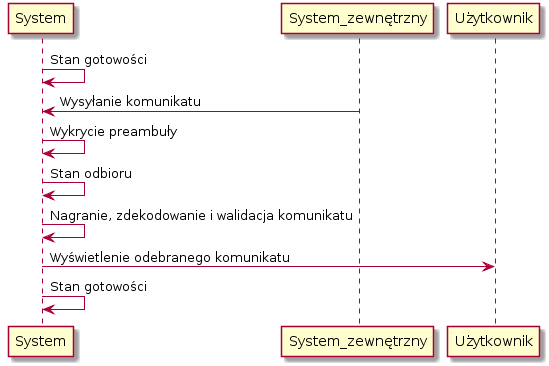 System System_zewnętrzny Użytkownik
Stan gotowości
Wysyłanie komunikatu
Wykrycie preambuły
Stan odbioru
Nagranie, zdekodowanie i walidacja komunikatu
Wyświetlenie odebranego komunikatu
Stan gotowości
System System_zewnętrzny Użytkownik